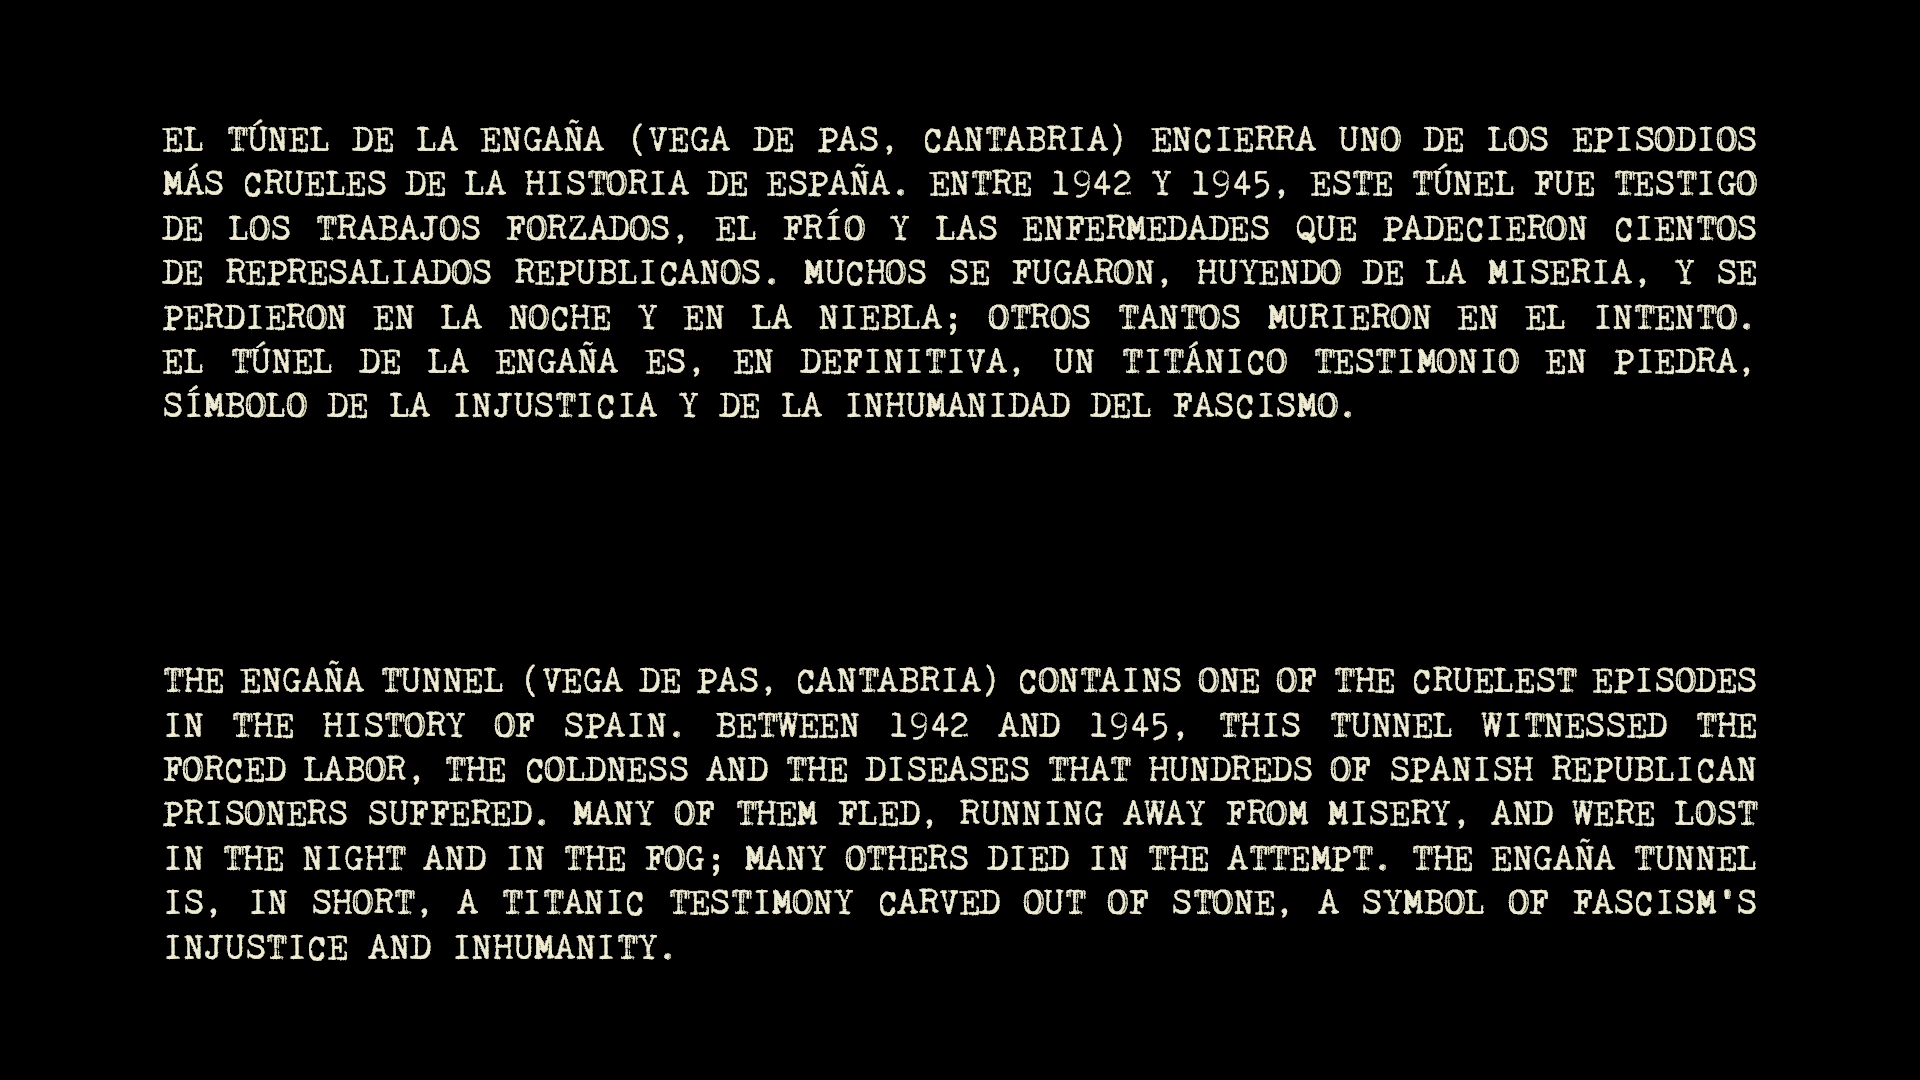 EL TÚNEL DE LA ENGAÑA (VEGA DE PAS, CANTABRIA) ENCIERRA UNO DE LOS EPISODIOS
MÁS CRUELES DE LA HISTORIA DE ESPAÑA. ENTRE 1942 Y 1945, ESTE TÚNEL FUE TESTIGO
DE LOS TRABAJOS FORZADOS, EL FRÍO Y LAS ENFERMEDADES QUE PADECIERON CIENTOS
DE REPRESALIADOS REPUBLICANOS. MUCHOS SE FUGARON, HUYENDO DE LA MISERIA, Y SE
PERDIERON EN LA NOCHE Y EN LA NIEBLA; OTROS TANTOS MURIERON EN EL INTENTO.
EL TÚNEL DE LA ENGAÑA ES, EN DEFINITIVA, UN TITÁNICO TESTIMONIO EN PIEDRA,
SÍMBOLO DE LA INJUSTICIA Y DE LA INHUMANIDAD DEL FASCISMO.
THE ENGAÑA TUNNEL (VEGA DE PAS, CANTABRIA) CONTAINS ONE OF THE CRUELEST EPISODES
IN THE HISTORY OF SPAIN. BETWEEN 1942 AND 1945, THIS TUNNEL WITNESSED THE
FORCED LABOR, THE COLDNESS AND THE DISEASES THAT HUNDREDS OF SPANISH REPUBLICAN
PRISONERS SUFFERED. MANY OF THEM FLED, RUNNING AWAY FROM MISERY, AND WERE LOST
IN THE NIGHT AND IN THE FOG; MANY OTHERS DIED IN THE ATTEMPT. THE ENGAÑA TUNNEL
IS, IN SHORT, A TITANIC TESTIMONY CARVED OUT OF STONE, A SYMBOL OF FASCISM'S
INJUSTICE AND INHUMANITY.